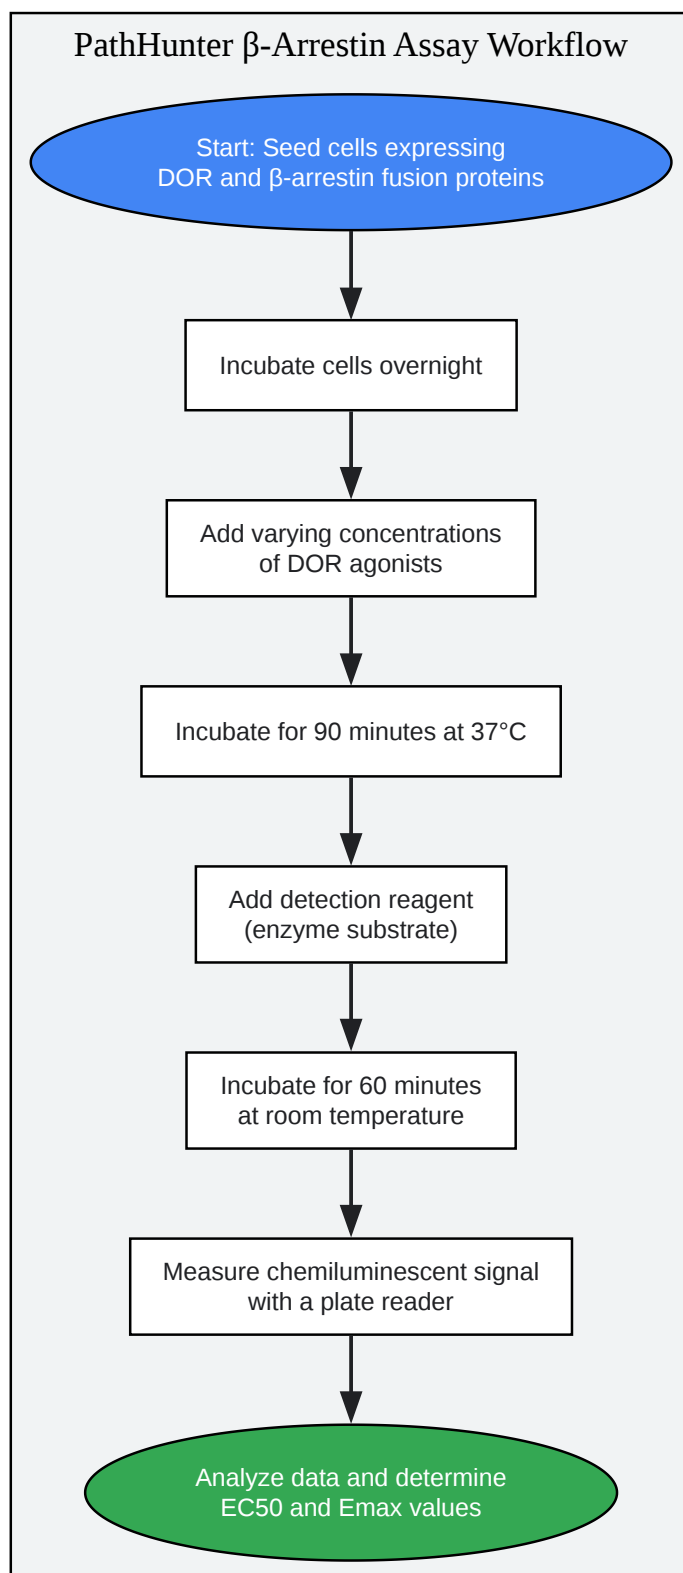 PathHunter β-Arrestin Assay Workflow
Start: Seed cells expressing
DOR and β-arrestin fusion proteins
Incubate cells overnight
Add varying concentrations
of DOR agonists
Incubate for 90 minutes at 37°C
Add detection reagent
(enzyme substrate)
Incubate for 60 minutes
at room temperature
Measure chemiluminescent signal
with a plate reader
Analyze data and determine
EC50 and Emax values